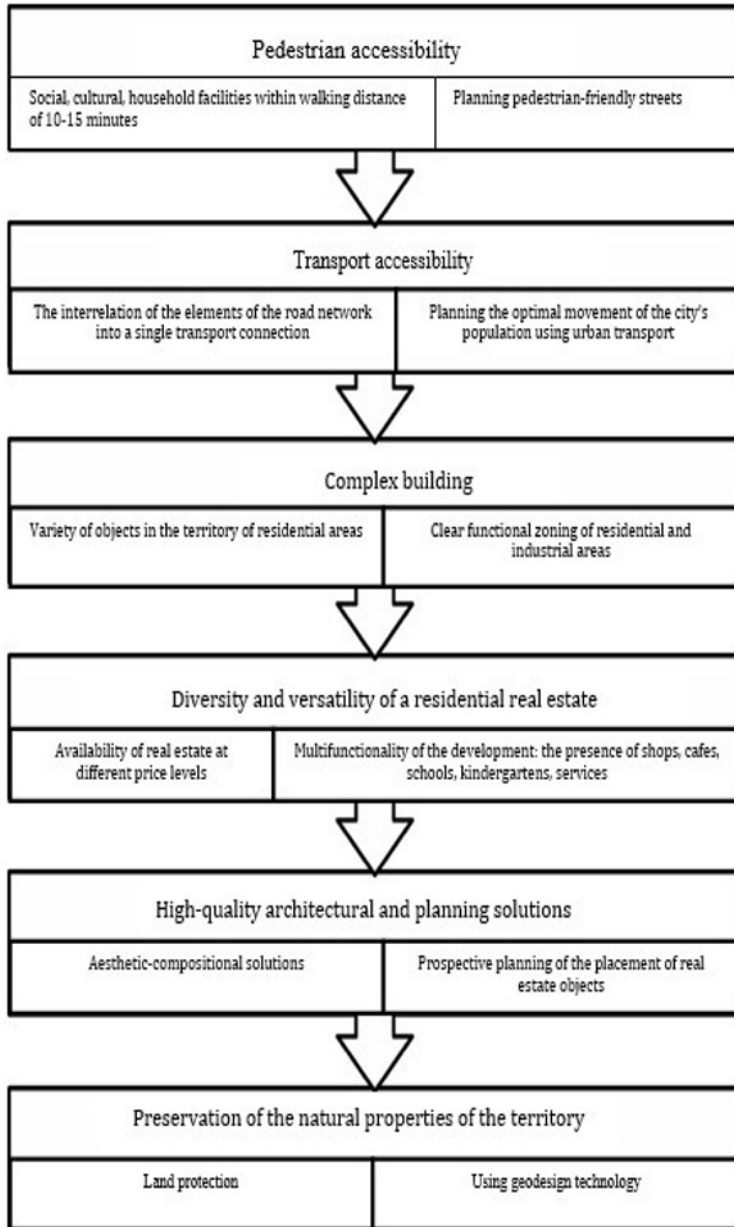 Pedestrian accessibility
Social, cultural, household facilities within walking distance
of 10-15 minutes
Planning pedestrian-friendly streets
Transport accessibility
The interrelation of the elements of the road network
into a single transport connection
Planning the optimal movement of the city's
population using urban transport
Complex building
Variety of objects in the territory of residential areas
Clear functional zoning of residential and
industrial areas
Diversity and versatility of a residential real estate
Availability of real estate at
different price levels
Multifunctionality of the development: the presence of shops, cafes,
schools, kindergartens, services
High-quality architectural and planning solutions
Aesthetic-compositional solutions
Prospective planning of the placement of real
estate objects
Preservation of the natural properties of the territory
Land protection
Using geodesign technology